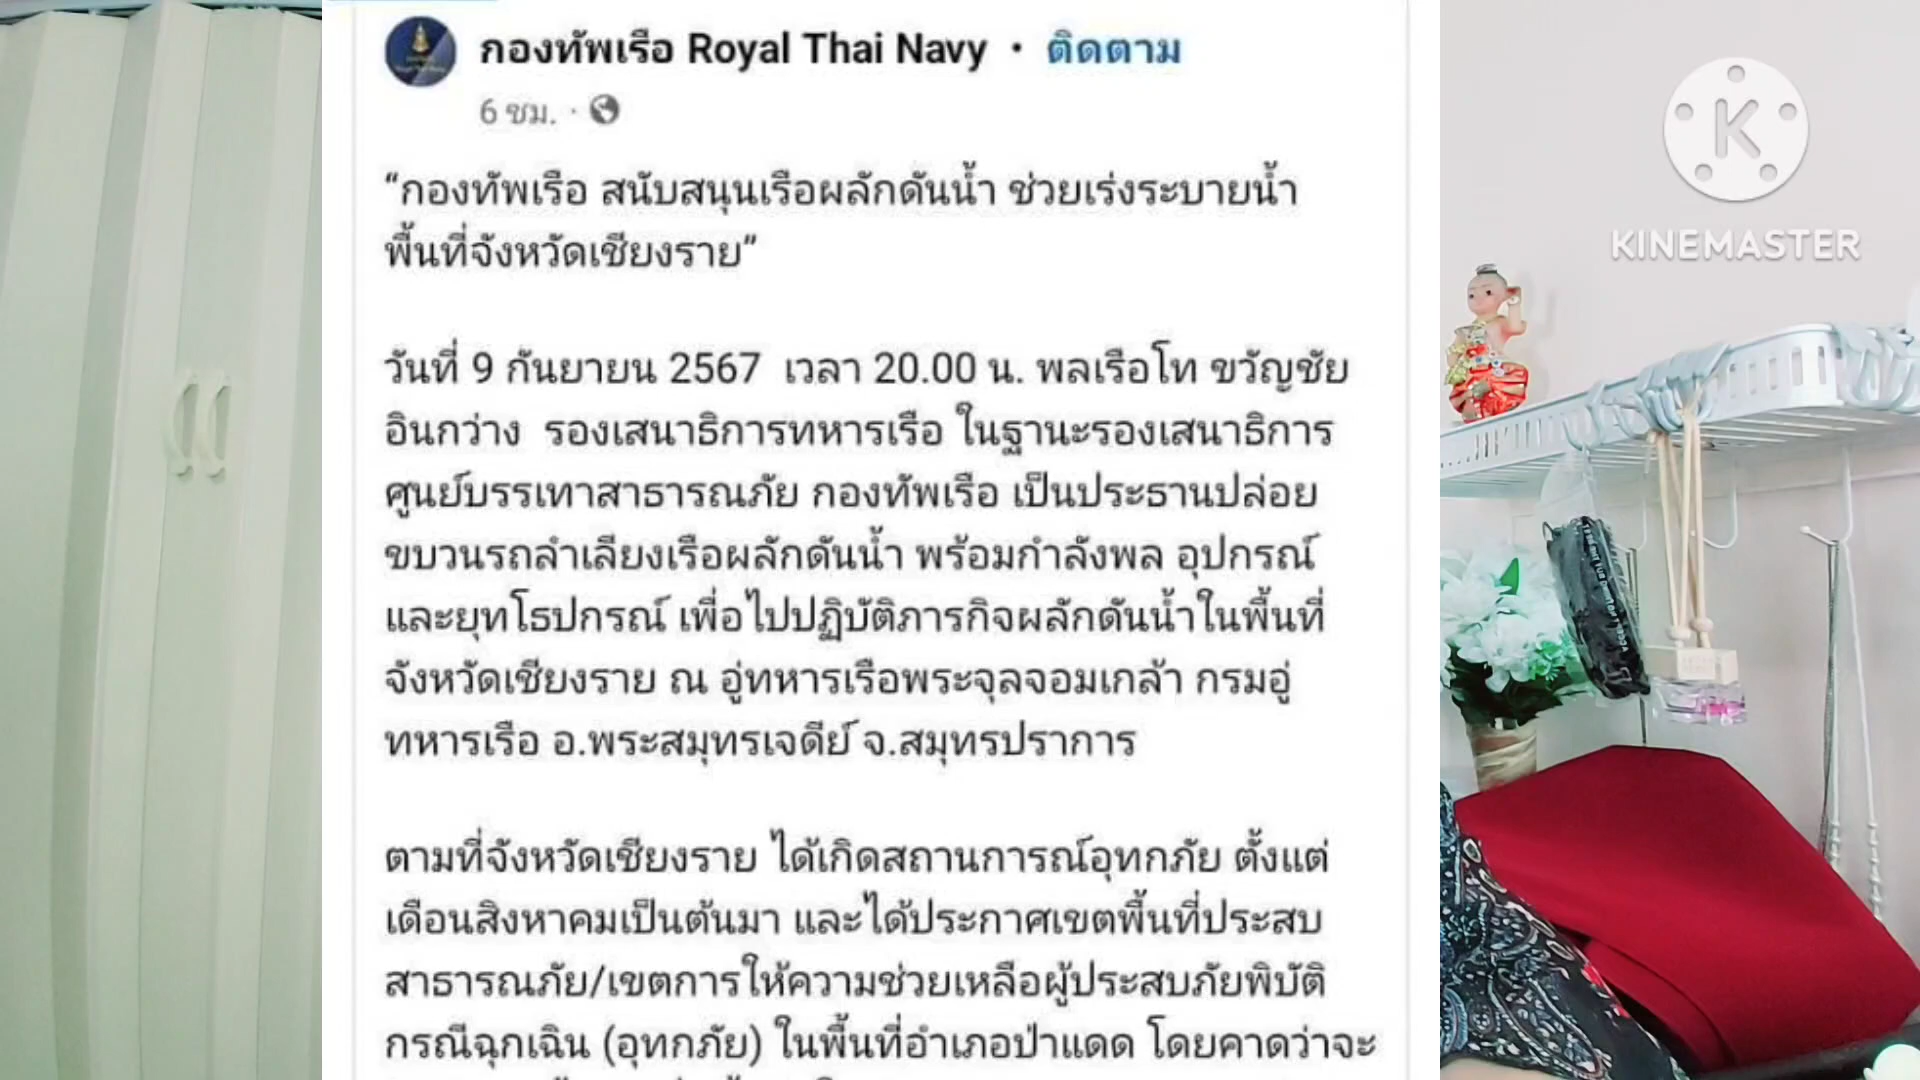 กองทัพเรือ Royal Thai Navy · ติดตาม
6 ชม. ·
“กองทัพเรือ สนับสนุนเรือผลักดันน้ำ ช่วยเร่งระบายน้ำ
พื้นที่จังหวัดเชียงราย”
วันที่ 9 กันยายน 2567 เวลา 20.00 น. พลเรือโท ขวัญชัย
อินกว่าง รองเสนาธิการทหารเรือ ในฐานะรองเสนาธิการ
ศูนย์บรรเทาสาธารณภัย กองทัพเรือ เป็นประธานปล่อย
ขบวนรถลำเลียงเรือผลักดันน้ำ พร้อมกำลังพล อุปกรณ์
และยุทโธปกรณ์ เพื่อไปปฏิบัติภารกิจผลักดันน้ำในพื้นที่
จังหวัดเชียงราย ณ อู่ทหารเรือพระจุลจอมเกล้า กรมอู่
ทหารเรือ อ.พระสมุทรเจดีย์ จ.สมุทรปราการ
ตามที่จังหวัดเชียงราย ได้เกิดสถานการณ์อุทกภัย ตั้งแต่
เดือนสิงหาคมเป็นต้นมา และได้ประกาศเขตพื้นที่ประสบ
สาธารณภัย/เขตการให้ความช่วยเหลือผู้ประสบภัยพิบัติ
กรณีฉุกเฉิน (อุทกภัย) ในพื้นที่อำเภอป่าแดด โดยคาดว่าจะ
K
KINEMASTER